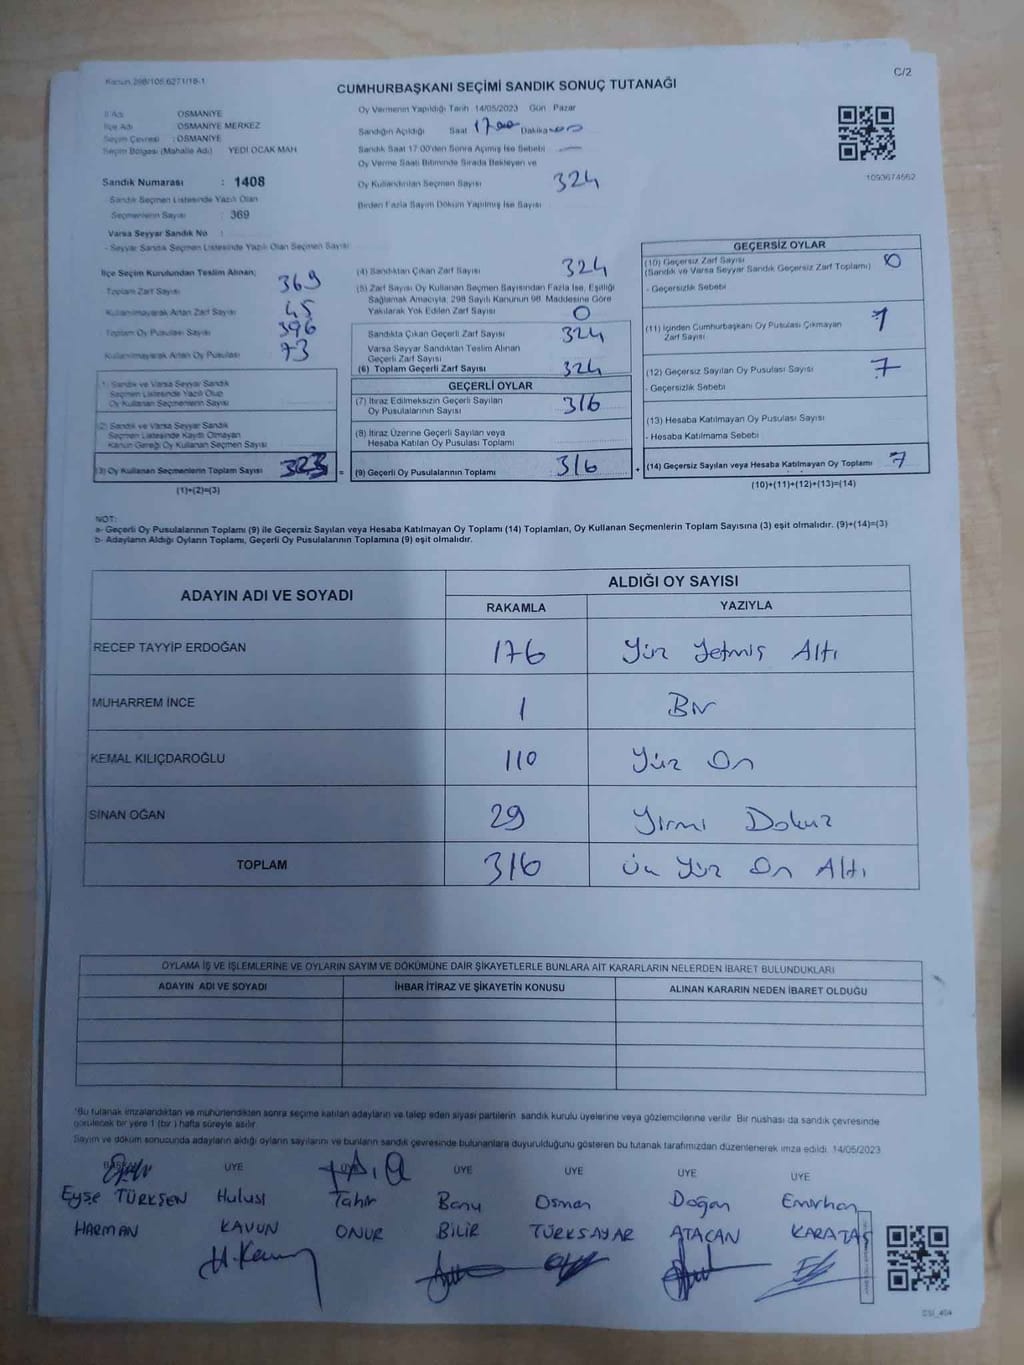 Kanun 298/105 6271/18-1
C/2
CUMHURBAŞKANI SEÇİMİ SANDIK SONUÇ TUTANAĞI
İl Adı : OSMANİYE
İlçe Adı : OSMANİYE MERKEZ
Seçim Çevresi : OSMANİYE
Seçim Bölgesi (Mahalle Adı) YEDİ OCAK MAH
Sandık Numarası : 1408
Sandık Seçmen Listesinde Yazılı Olan
Seçmenlerin Sayısı : 369
Varsa Seyyar Sandık No :
- Seyyar Sandık Seçmen Listesinde Yazılı Olan Seçmen Sayısı
Oy Vermenin Yapıldığı Tarih 14/05/2023 Gün Pazar
Sandığın Açıldığı Saat 17 00 Dakika 00
Sandık Saat 17.00'den Sonra Açılmış İse Sebebi —
Oy Verme Saati Bitiminde Sırada Bekleyen ve
Oy Kullandırılan Seçmen Sayısı 324
Birden Fazla Sayım Döküm Yapılmış İse Sayısı
1093674562
İlçe Seçim Kurulundan Teslim Alınan;
Toplam Zarf Sayısı 369
Kullanılmayarak Artan Zarf Sayısı 45
Toplam Oy Pusulası Sayısı 396
Kullanılmayarak Artan Oy Pusulası 73
(1) Sandık ve Varsa Seyyar Sandık
Seçmen Listesinde Yazılı Olup
Oy Kullanan Seçmenlerin Sayısı
(2) Sandık ve Varsa Seyyar Sandık
Seçmen Listesinde Kaydı Olmayan
Kanun Gereği Oy Kullanan Seçmen Sayısı
(3) Oy Kullanan Seçmenlerin Toplam Sayısı 323 =
(1)+(2)=(3)
(4) Sandıktan Çıkan Zarf Sayısı 324
(5) Zarf Sayısı Oy Kullanan Seçmen Sayısından Fazla İse, Eşitliği
Sağlamak Amacıyla, 298 Sayılı Kanunun 98. Maddesine Göre
Yakılarak Yok Edilen Zarf Sayısı 0
Sandıkta Çıkan Geçerli Zarf Sayısı 324
Varsa Seyyar Sandıktan Teslim Alınan
Geçerli Zarf Sayısı
(6) Toplam Geçerli Zarf Sayısı 324
GEÇERLİ OYLAR
(7) İtiraz Edilmeksizin Geçerli Sayılan
Oy Pusulalarının Sayısı 316
(8) İtiraz Üzerine Geçerli Sayılan veya
Hesaba Katılan Oy Pusulası Toplamı
(9) Geçerli Oy Pusulalarının Toplamı 316 +
GEÇERSİZ OYLAR
(10) Geçersiz Zarf Sayısı 0
(Sandık ve Varsa Seyyar Sandık Geçersiz Zarf Toplamı)
- Geçersizlik Sebebi
(11) İçinden Cumhurbaşkanı Oy Pusulası Çıkmayan
Zarf Sayısı
(12) Geçersiz Sayılan Oy Pusulası Sayısı 7
- Geçersizlik Sebebi
(13) Hesaba Katılmayan Oy Pusulası Sayısı
- Hesaba Katılmama Sebebi
(14) Geçersiz Sayılan veya Hesaba Katılmayan Oy Toplamı 7
(10)+(11)+(12)+(13)=(14)
NOT:
a- Geçerli Oy Pusulalarının Toplamı (9) ile Geçersiz Sayılan veya Hesaba Katılmayan Oy Toplamı (14) Toplamları, Oy Kullanan Seçmenlerin Toplam Sayısına (3) eşit olmalıdır. (9)+(14)=(3)
b- Adayların Aldığı Oyların Toplamı, Geçerli Oy Pusulalarının Toplamına (9) eşit olmalıdır.
ADAYIN ADI VE SOYADI ALDIĞI OY SAYISI
RAKAMLA YAZIYLA
RECEP TAYYİP ERDOĞAN 176 Yüz Yetmiş Altı
MUHARREM İNCE 1 Bir
KEMAL KILIÇDAROĞLU 110 Yüz On
SİNAN OĞAN 29 Yirmi Dokuz
TOPLAM 316 Üç Yüz On Altı
OYLAMA İŞ VE İŞLEMLERİNE VE OYLARIN SAYIM VE DÖKÜMÜNE DAİR ŞİKAYETLERLE BUNLARA AİT KARARLARIN NELERDEN İBARET BULUNDUKLARI
ADAYIN ADI VE SOYADI İHBAR İTİRAZ VE ŞİKAYETİN KONUSU ALINAN KARARIN NEDEN İBARET OLDUĞU
*Bu tutanak imzalandıktan ve mühürlendikten sonra seçime katılan adayların ve talep eden siyasi partilerin sandık kurulu üyelerine veya gözlemcilerine verilir. Bir nüshası da sandık çevresinde
görülecek bir yere 1 (bir ) hafta süreyle asılır.
Sayım ve döküm sonucunda adayların aldığı oyların sayılarını ve bunların sandık çevresinde bulunanlara duyurulduğunu gösteren bu tutanak tarafımızdan düzenlenerek imza edildi. 14/05/2023
ÜYE ÜYE ÜYE ÜYE ÜYE
Eyşe TÜRKSEN Hulusi Tahir Banu Osman Doğan Emirhan
HARMAN KAVUN ONUR BİLİR TÜRKSAYAR ATAÇAN KARATAŞ
H.Kavun